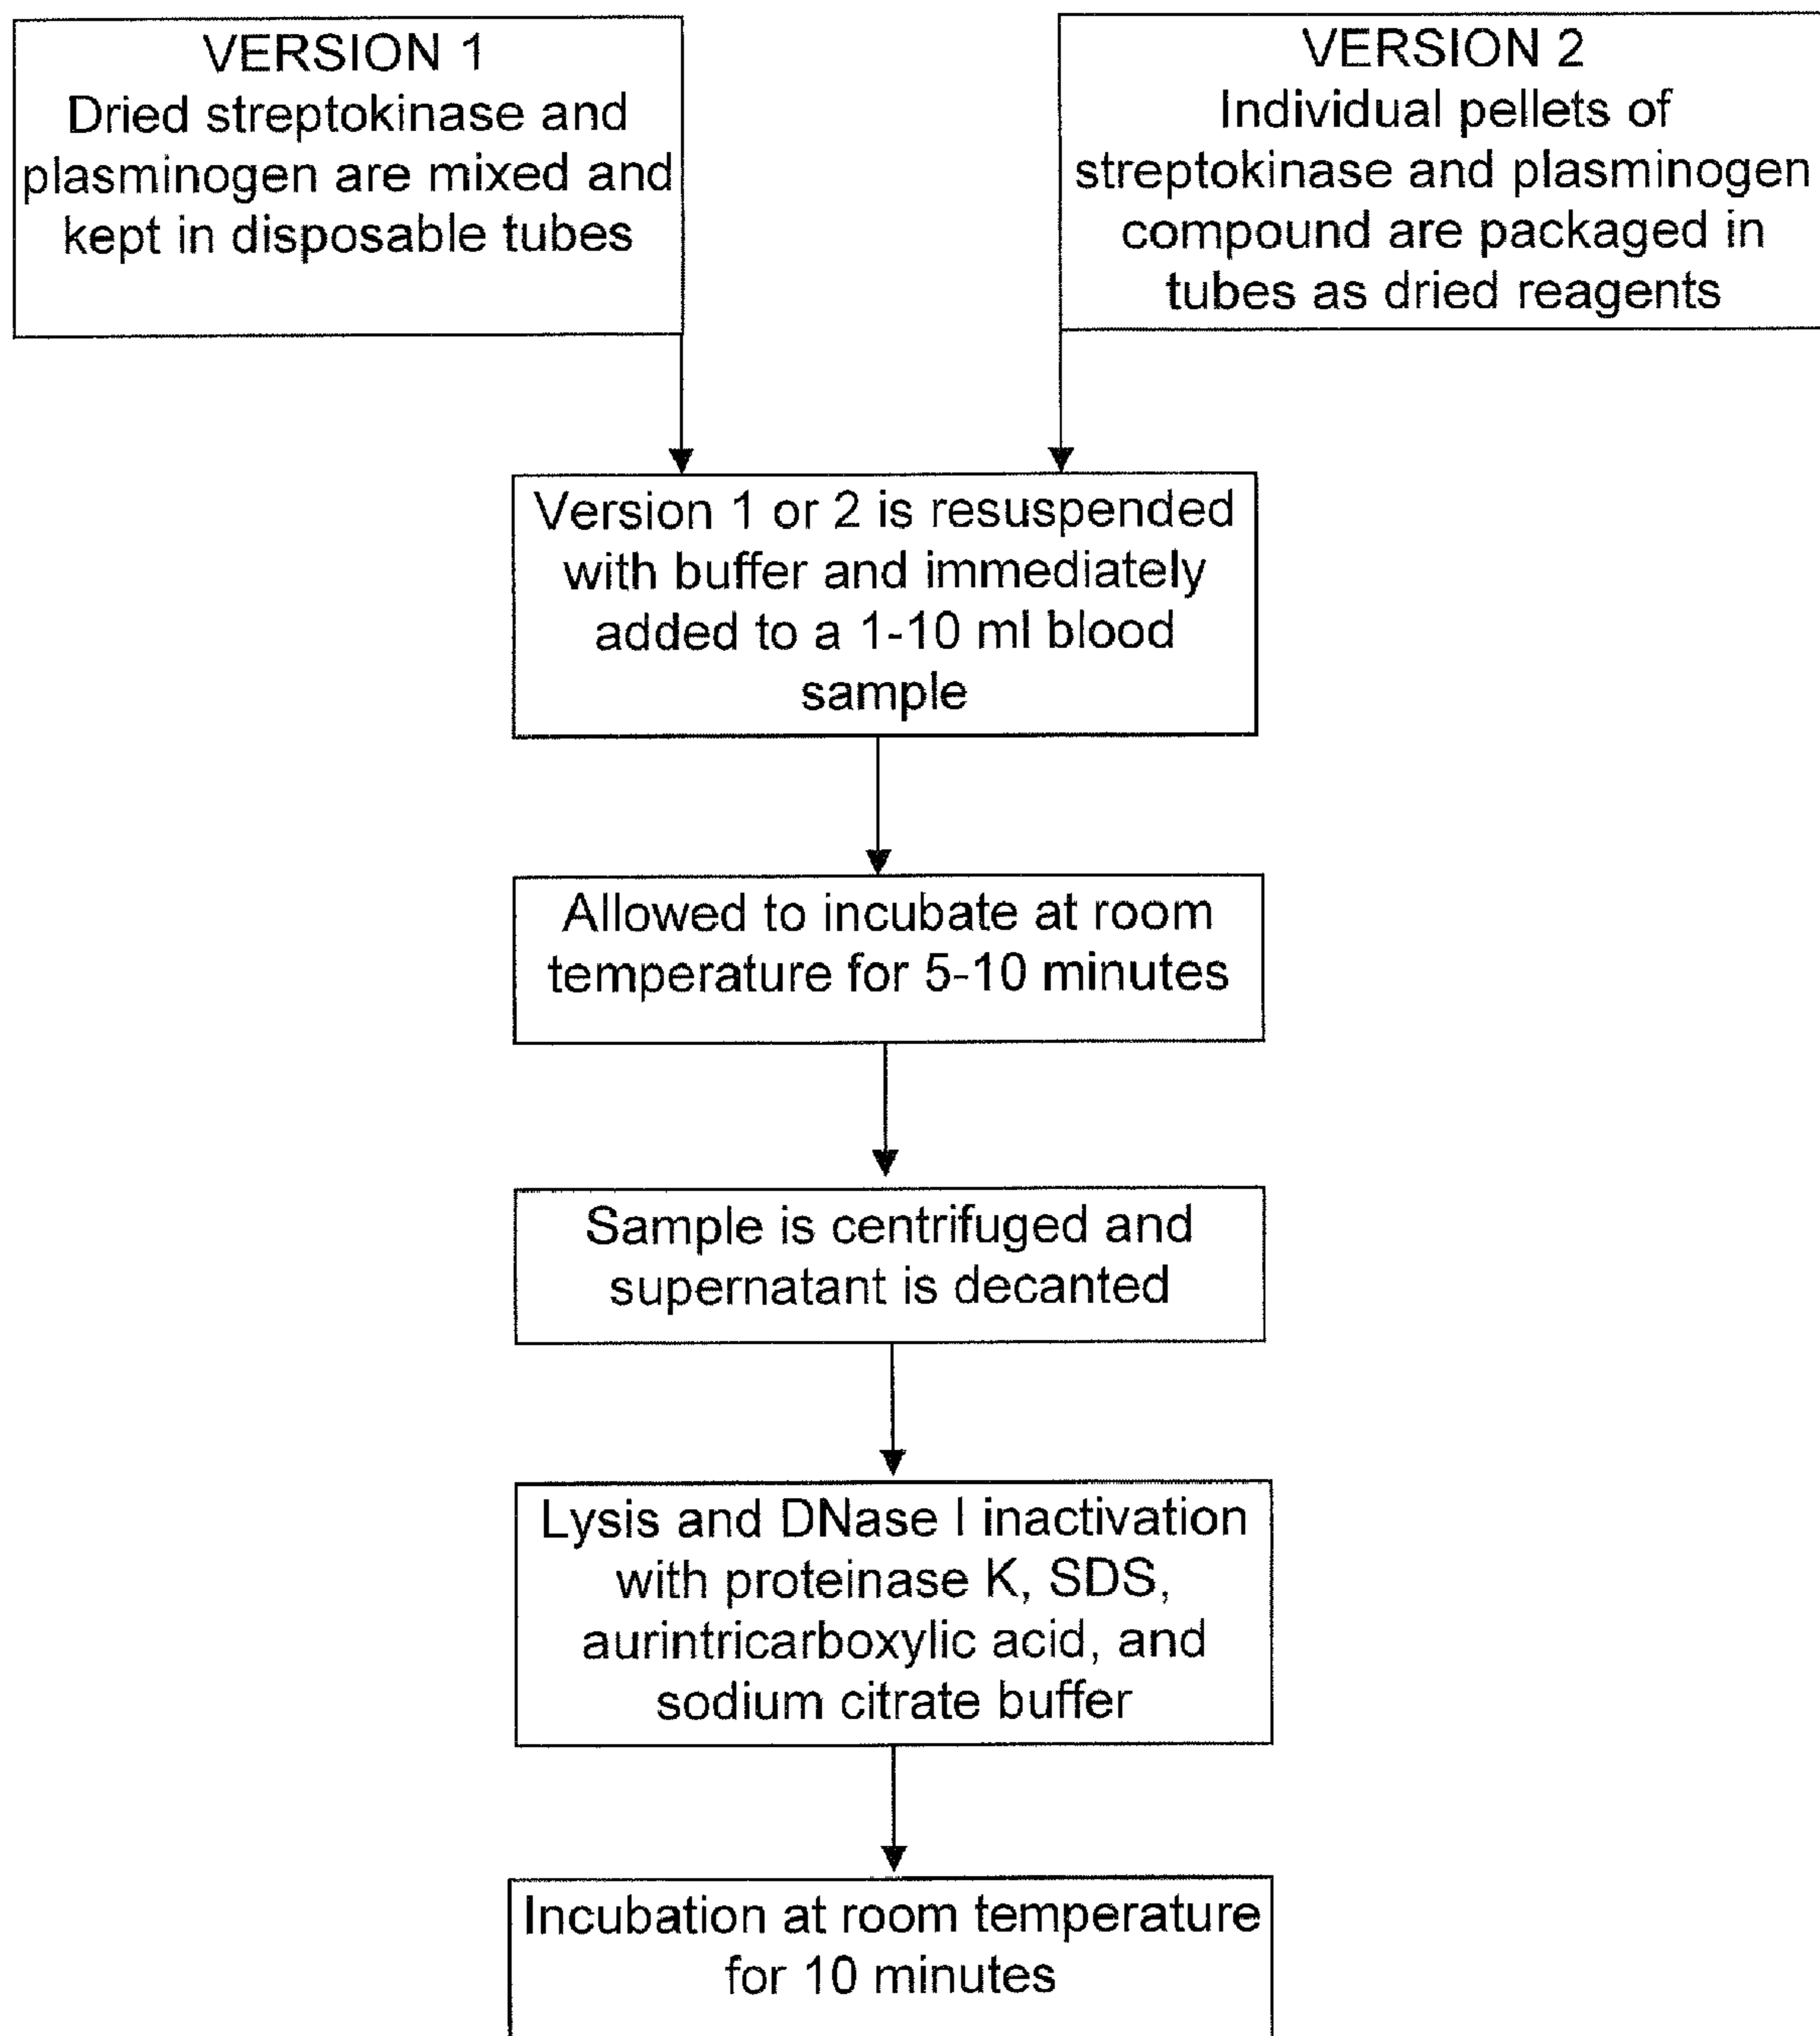 VERSION 1
Dried streptokinase and
plasminogen are mixed and
kept in disposable tubes
VERSION 2
Individual pellets of
streptokinase and plasminogen
compound are packaged in
tubes as dried reagents
Version 1 or 2 is resuspended
with buffer and immediately
added to a 1-10 ml blood
sample
Allowed to incubate at room
temperature for 5-10 minutes
Sample is centrifuged and
supernatant is decanted
Lysis and DNase I inactivation
with proteinase K, SDS,
aurintricarboxylic acid, and
sodium citrate buffer
Incubation at room temperature
for 10 minutes